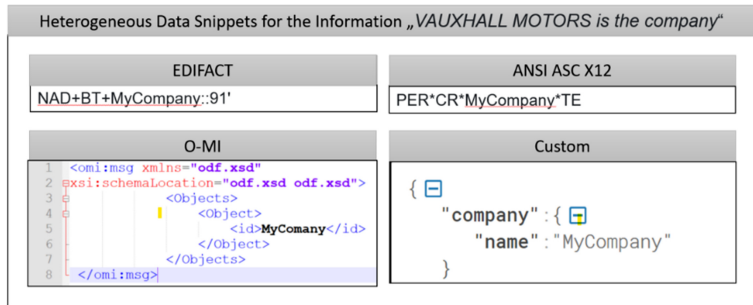 Heterogeneous Data Snippets for the Information „VAUXHALL MOTORS is the company“
EDIFACT
NAD+BT+MyCompany::91'
ANSI ASC X12
PER*CR*MyCompany*TE
O-MI
1 <omi:msg xmlns="odf.xsd"
2 xsi:schemaLocation="odf.xsd odf.xsd">
3 <Objects>
4 <Object>
5 <id>MyComany</id>
6 </Object>
7 </Objects>
8 </omi:msg>
Custom
{
"company":{
"name":"MyCompany"
}